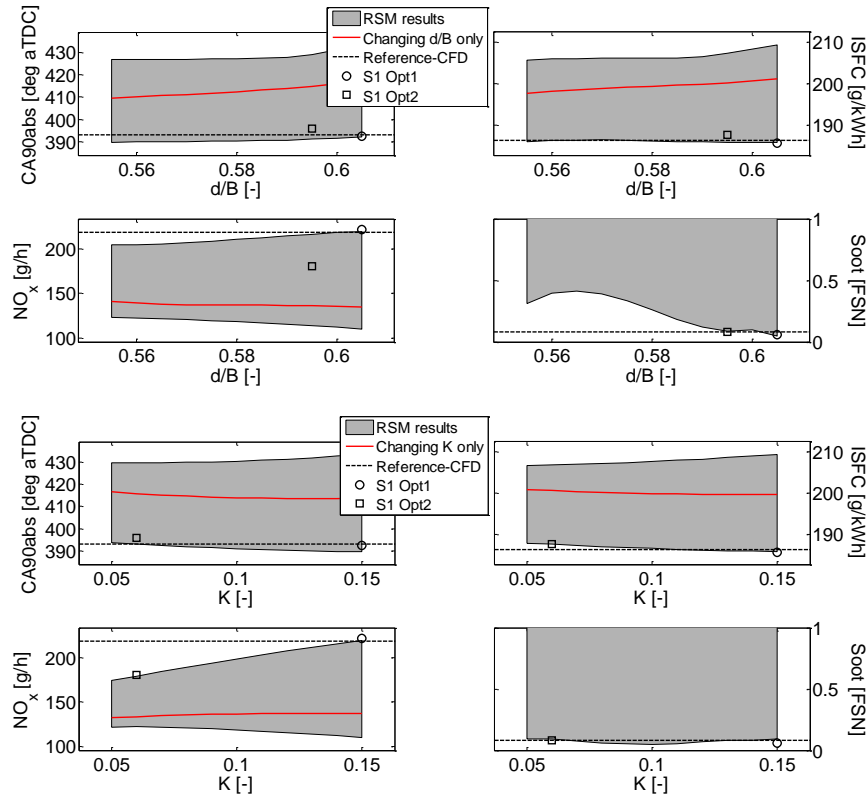 CA90abs [deg aTDC]
430
420
410
400
390
0.56
0.58
0.6
d/B [-]
RSM results
Changing d/B only
Reference-CFD
S1 Opt1
S1 Opt2
210
200
190
ISFC [g/kWh]
0.56
0.58
0.6
d/B [-]
NOx [g/h]
200
150
100
0.56
0.58
0.6
d/B [-]
1
0.5
0
Soot [FSN]
0.56
0.58
0.6
d/B [-]
CA90abs [deg aTDC]
430
420
410
400
390
0.05
0.1
0.15
K [-]
RSM results
Changing K only
Reference-CFD
S1 Opt1
S1 Opt2
210
200
190
ISFC [g/kWh]
0.05
0.1
0.15
K [-]
NOx [g/h]
200
150
100
0.05
0.1
0.15
K [-]
1
0.5
0
Soot [FSN]
0.05
0.1
0.15
K [-]